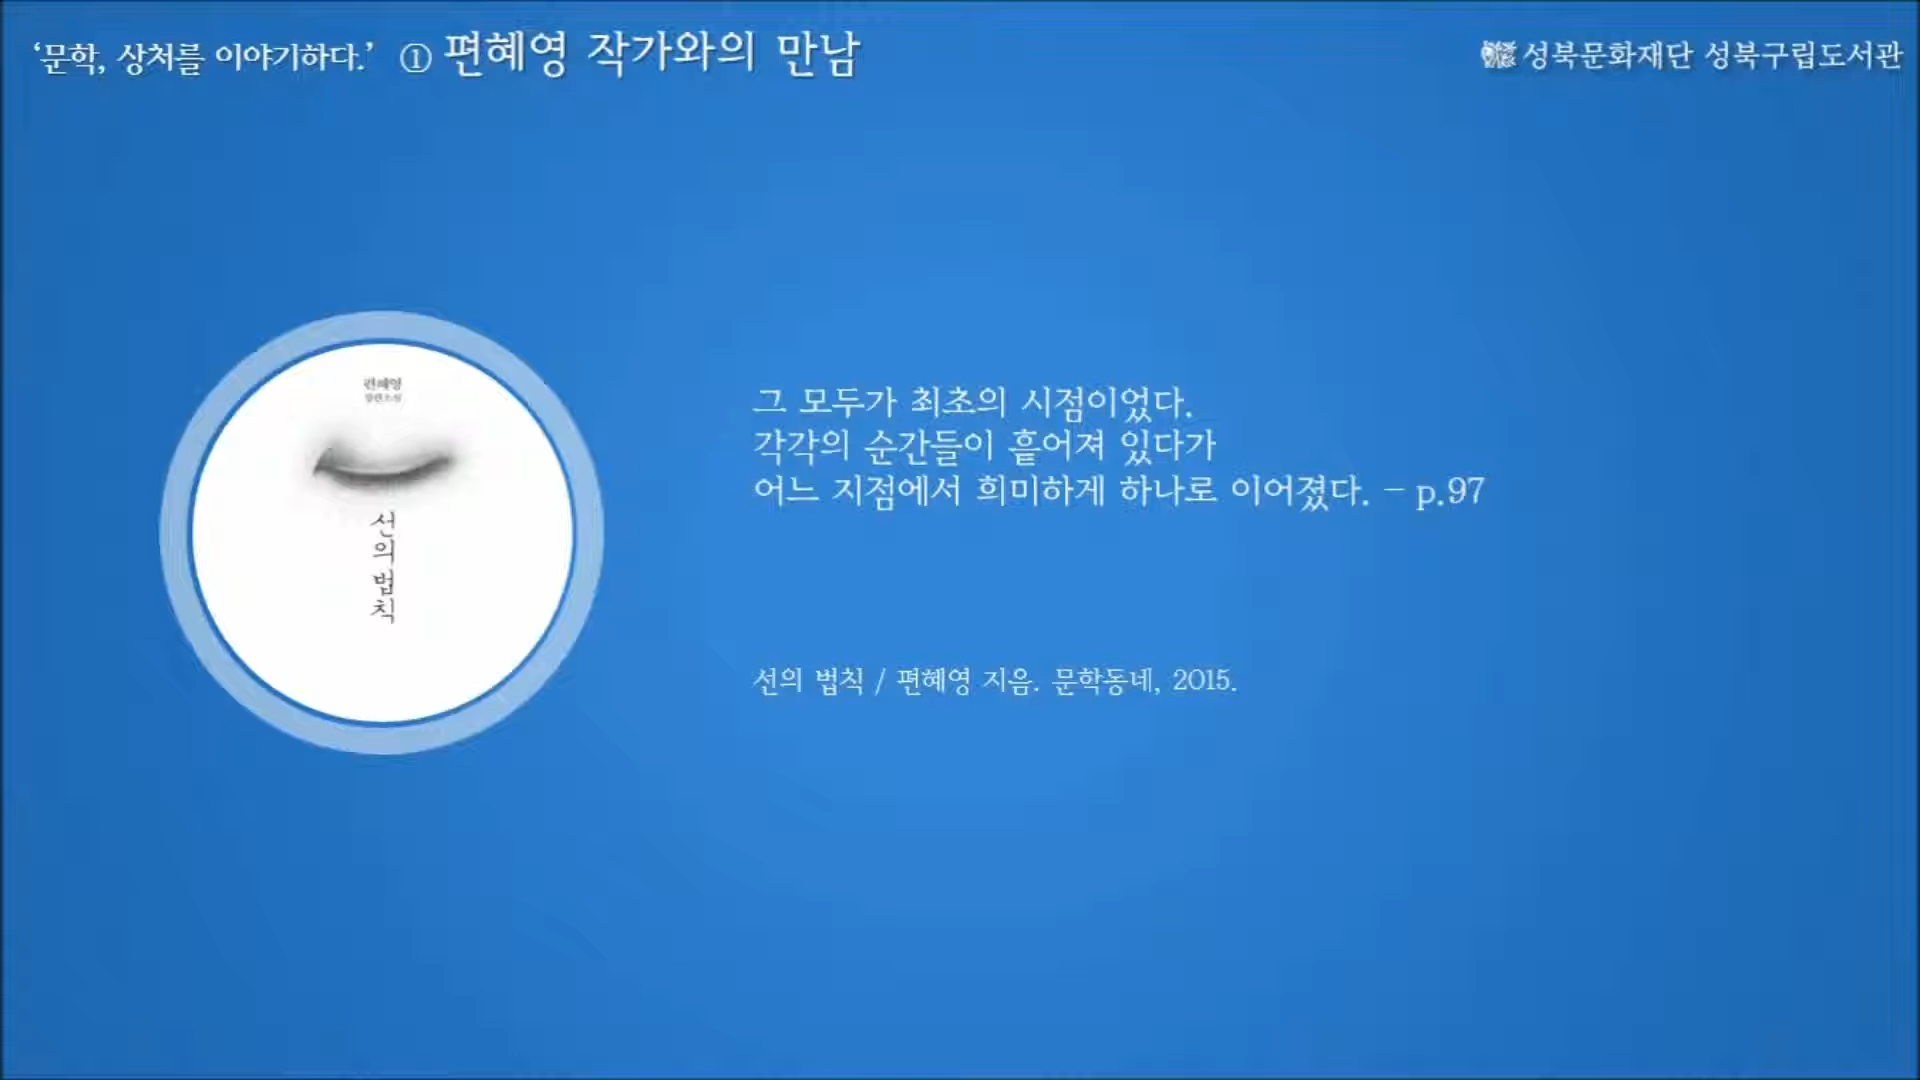 ‘문학, 상처를 이야기하다.’ ① 편혜영 작가와의 만남
성북문화재단 성북구립도서관
편혜영
장편소설
선의 법칙
그 모두가 최초의 시점이었다.
각각의 순간들이 흩어져 있다가
어느 지점에서 희미하게 하나로 이어졌다. - p.97
선의 법칙 / 편혜영 지음. 문학동네, 2015.